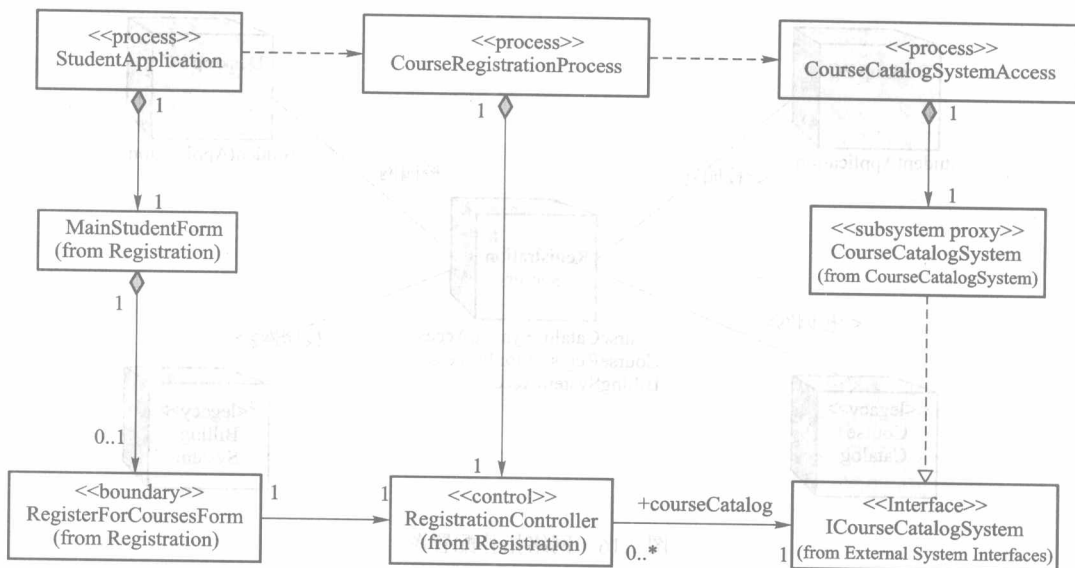 <<process>>
StudentApplication
<<process>>
CourseRegistrationProcess
<<process>>
CourseCatalogSystemAccess
1
1
1
1
1
MainStudentForm
(from Registration)
<<subsystem proxy>>
CourseCatalogSystem
(from CourseCatalogSystem)
1
0..1
1
<<boundary>>
RegisterForCoursesForm
(from Registration)
1
1
<<control>>
RegistrationController
(from Registration)
+courseCatalog
0..*
1
<<Interface>>
ICourseCatalogSystem
(from External System Interfaces)